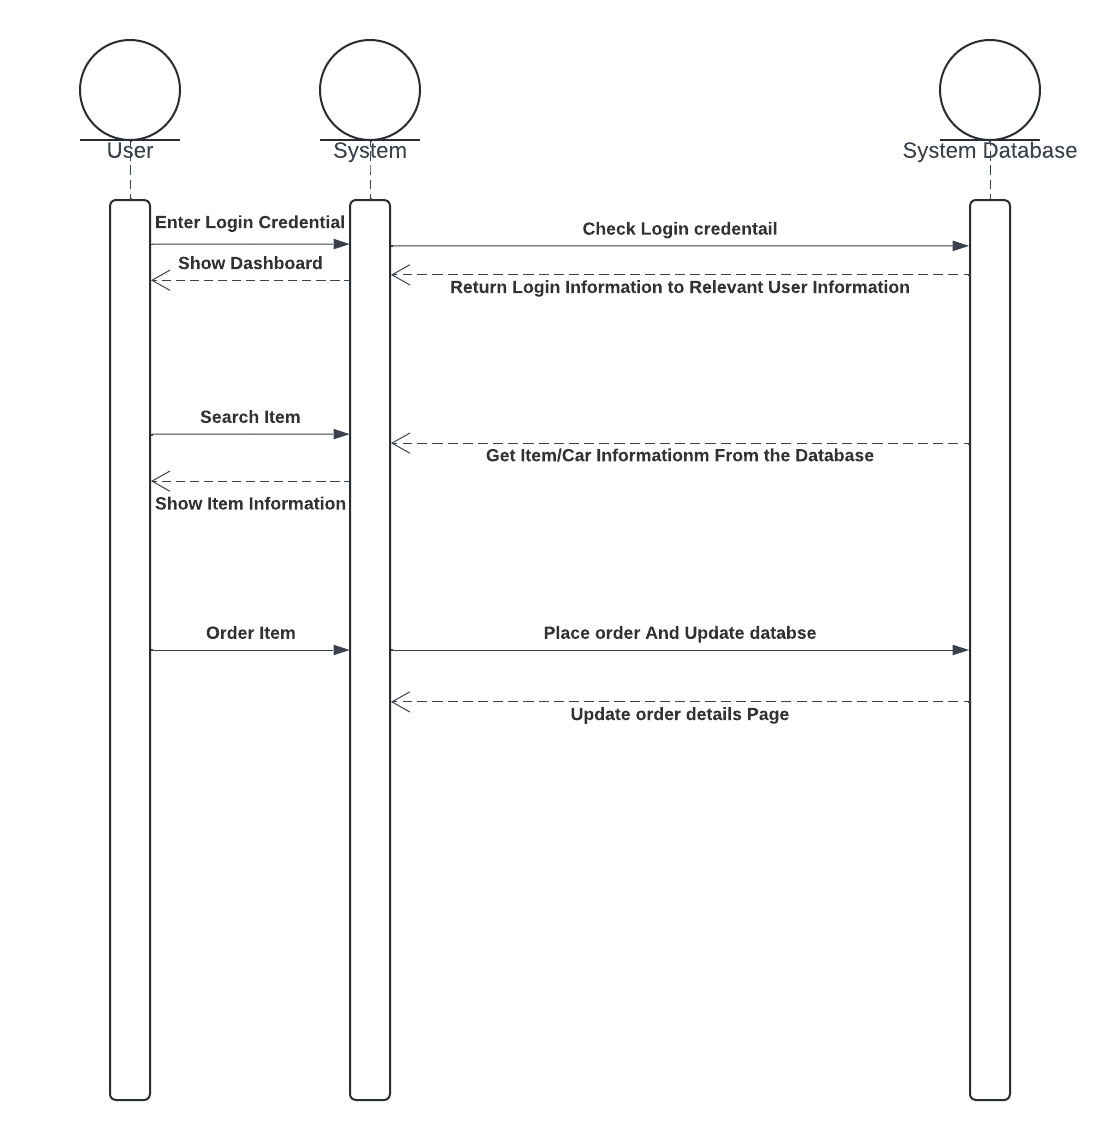 User
System
System Database
Enter Login Credential
Check Login credentail
Show Dashboard
Return Login Information to Relevant User Information
Search Item
Get Item/Car Informationm From the Database
Show Item Information
Order Item
Place order And Update databse
Update order details Page